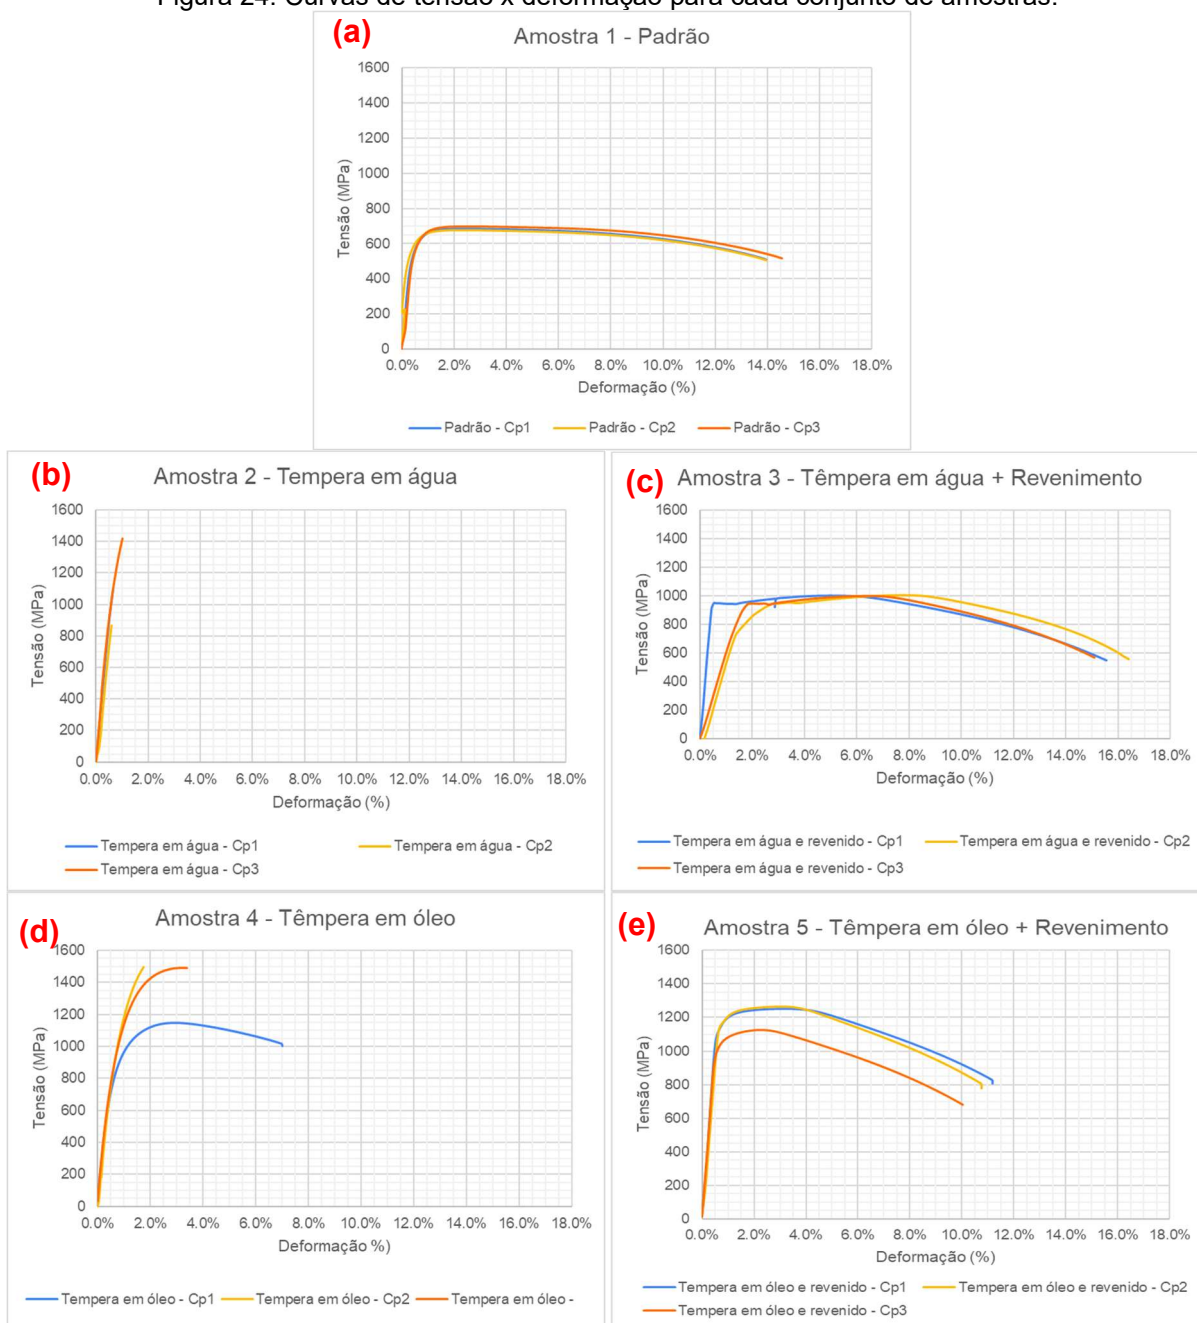 Figura 24. Curvas de tensão x deformação para cada conjunto de amostras.
(a)
Amostra 1 - Padrão
1600
1400
1200
1000
800
600
400
200
0
Tensão (MPa)
0.0% 2.0% 4.0% 6.0% 8.0% 10.0% 12.0% 14.0% 16.0% 18.0%
Deformação (%)
Padrão - Cp1 Padrão - Cp2 Padrão - Cp3
(b)
Amostra 2 - Tempera em água
1600
1400
1200
1000
800
600
400
200
0
Tensão (MPa)
0.0% 2.0% 4.0% 6.0% 8.0% 10.0% 12.0% 14.0% 16.0% 18.0%
Deformação (%)
Tempera em água - Cp1 Tempera em água - Cp2
Tempera em água - Cp3
(c)
Amostra 3 - Têmpera em água + Revenimento
1600
1400
1200
1000
800
600
400
200
0
Tensão (MPa)
0.0% 2.0% 4.0% 6.0% 8.0% 10.0% 12.0% 14.0% 16.0% 18.0%
Deformação (%)
Tempera em água e revenido - Cp1 Tempera em água e revenido - Cp2
Tempera em água e revenido - Cp3
(d)
Amostra 4 - Têmpera em óleo
1600
1400
1200
1000
800
600
400
200
0
Tensão (MPa)
0.0% 2.0% 4.0% 6.0% 8.0% 10.0% 12.0% 14.0% 16.0% 18.0%
Deformação %)
Tempera em óleo - Cp1 Tempera em óleo - Cp2 Tempera em óleo -
(e)
Amostra 5 - Têmpera em óleo + Revenimento
1600
1400
1200
1000
800
600
400
200
0
Tensão (MPa)
0.0% 2.0% 4.0% 6.0% 8.0% 10.0% 12.0% 14.0% 16.0% 18.0%
Deformação (%)
Tempera em óleo e revenido - Cp1 Tempera em óleo e revenido - Cp2
Tempera em óleo e revenido - Cp3